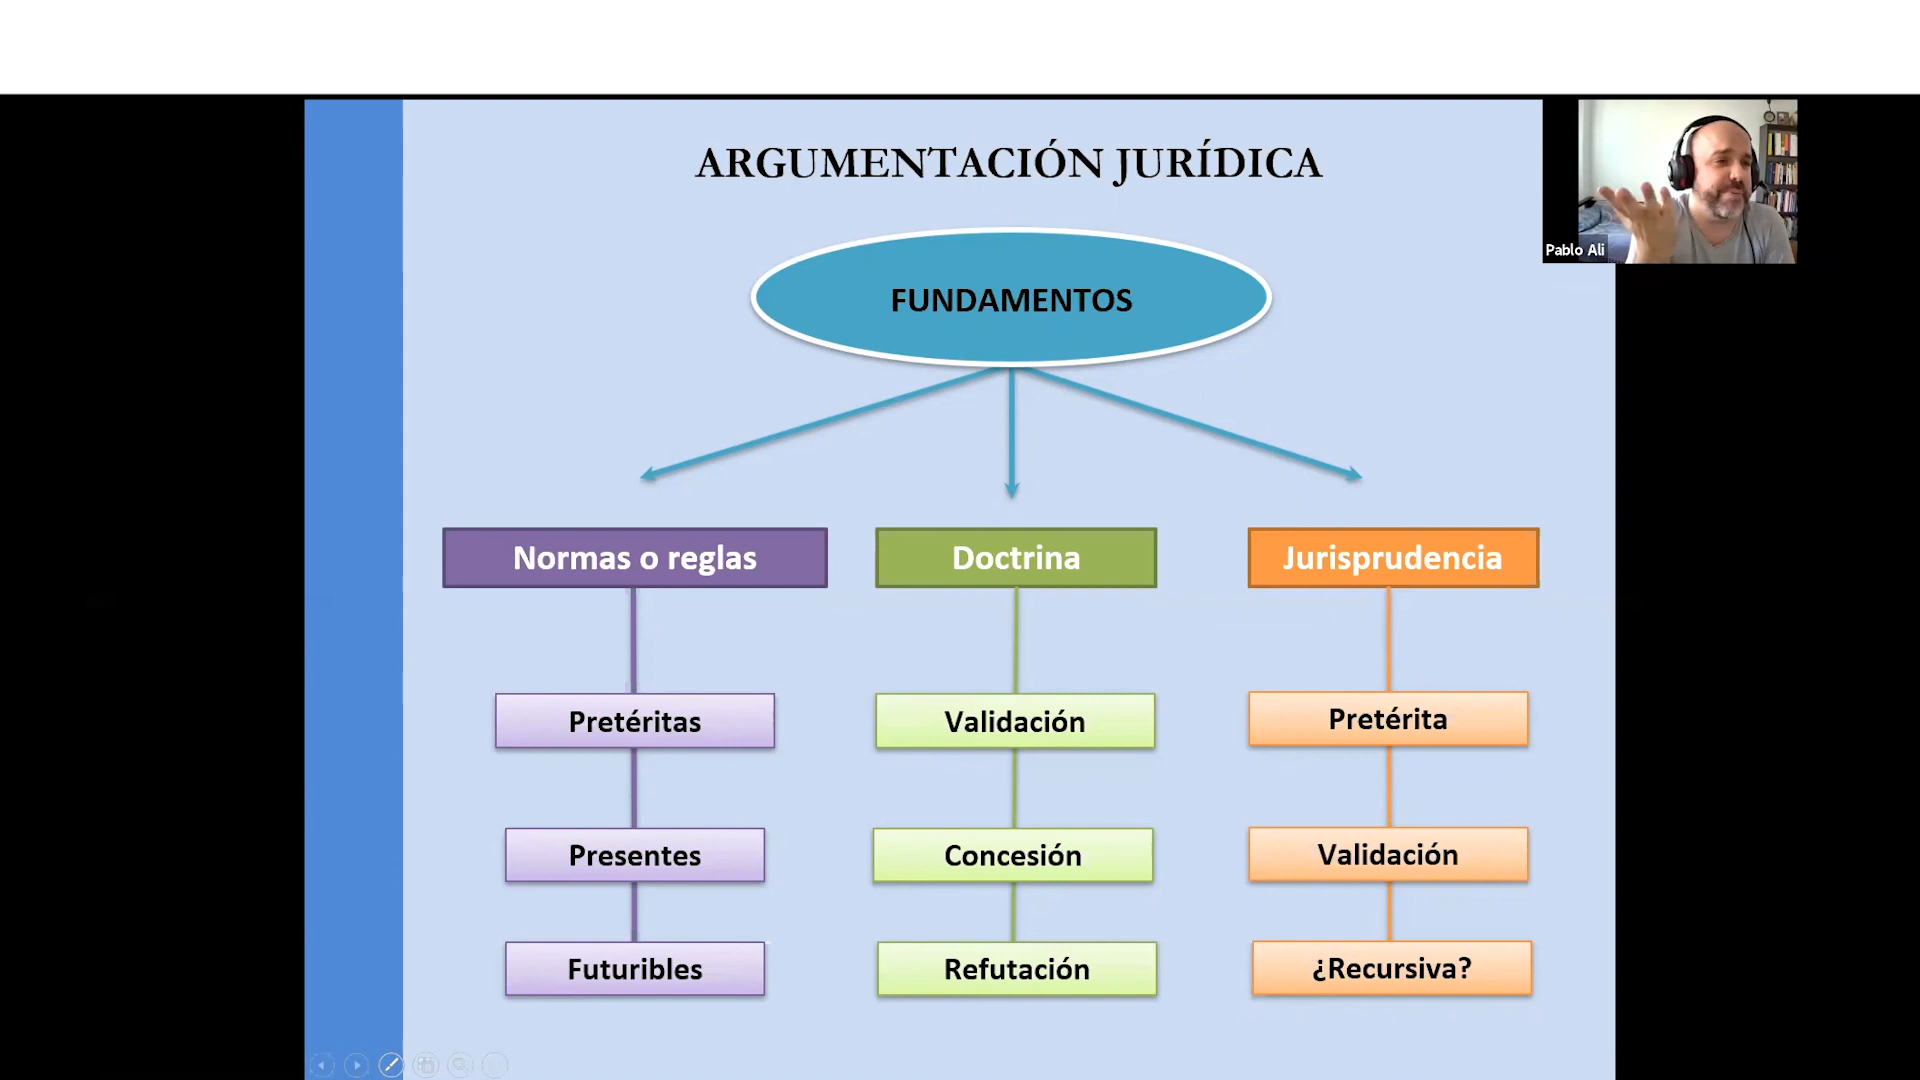 ARGUMENTACIÓN JURÍDICA
Pablo Ali
FUNDAMENTOS
Normas o reglas
Doctrina
Jurisprudencia
Pretéritas
Validación
Pretérita
Presentes
Concesión
Validación
Futuribles
Refutación
¿Recursiva?